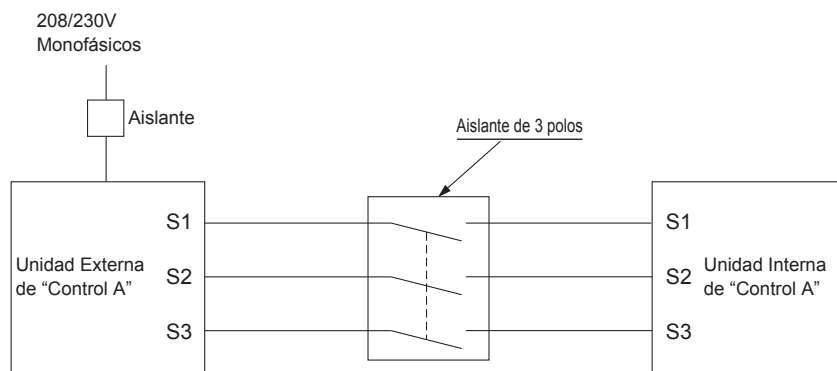 208/230V
Monofásicos
Aislante
Aislante de 3 polos
S1
S2
S3
Unidad Externa
de “Control A”
S1
S2
S3
Unidad Interna
de “Control A”